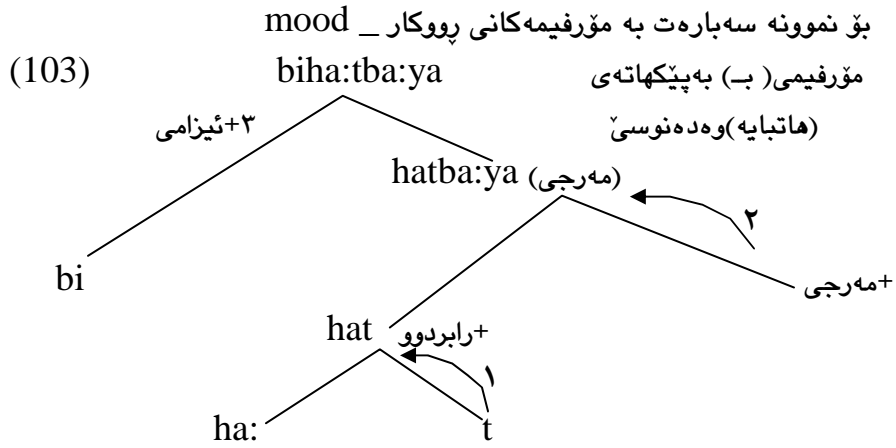 بۆ نموونە سەبارەت بە مۆرفیمەکانی ڕووکار _ mood
(103) biha:tba:ya مۆرفیمی( بـ) بەپێکهاتەی
(هاتبایە)وەدەنوسێ
٣+ئیزامی
hatba:ya (مەرجی)
٢
bi
+مەرجی
hat +رابردوو
١
ha: t